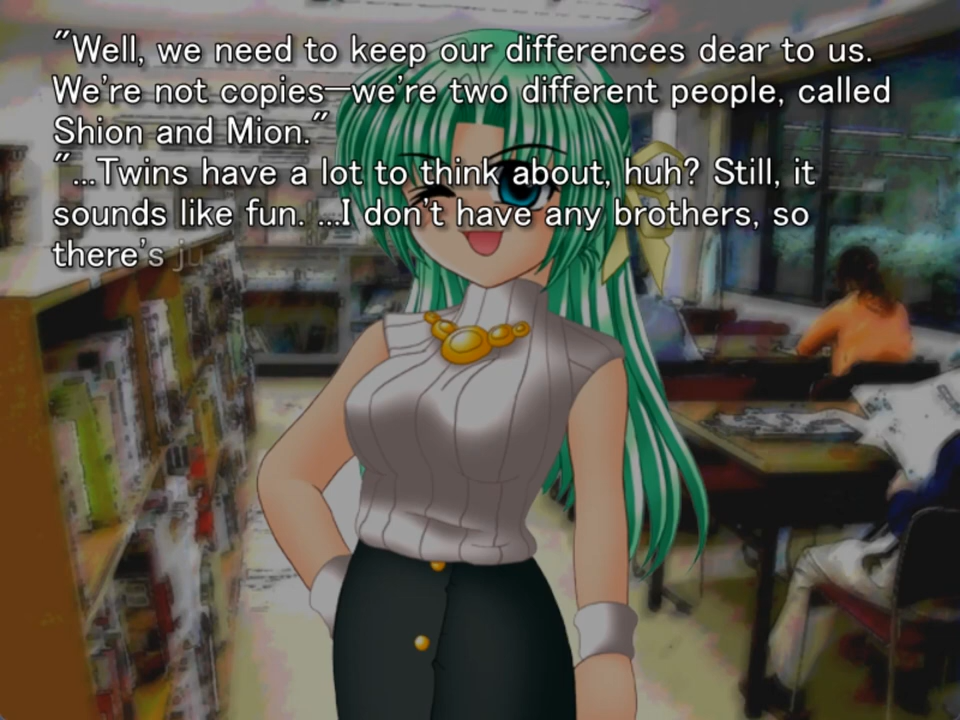 "Well, we need to keep our differences dear to us.
We're not copies—we're two different people, called
Shion and Mion."
"...Twins have a lot to think about, huh? Still, it
sounds like fun. ...I don't have any brothers, so
there's ju